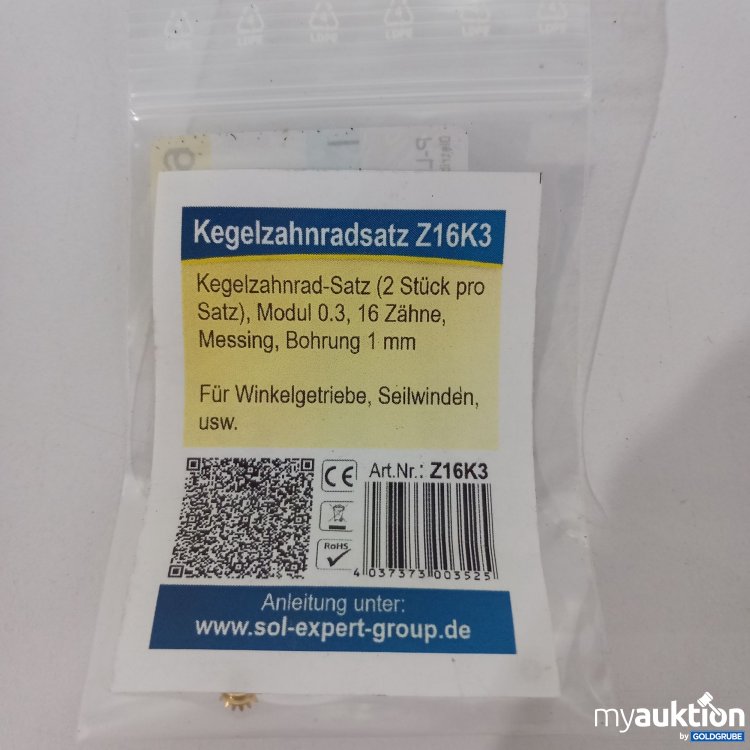 Kegelzahnradsatz Z16K3
Kegelzahnrad-Satz (2 Stück pro
Satz), Modul 0.3, 16 Zähne,
Messing, Bohrung 1 mm
Für Winkelgetriebe, Seilwinden,
usw.
CE Art.Nr.: Z16K3
RoHS
4 037373 003525
Anleitung unter:
www.sol-expert-group.de
myauktion
by GOLDGRUBE